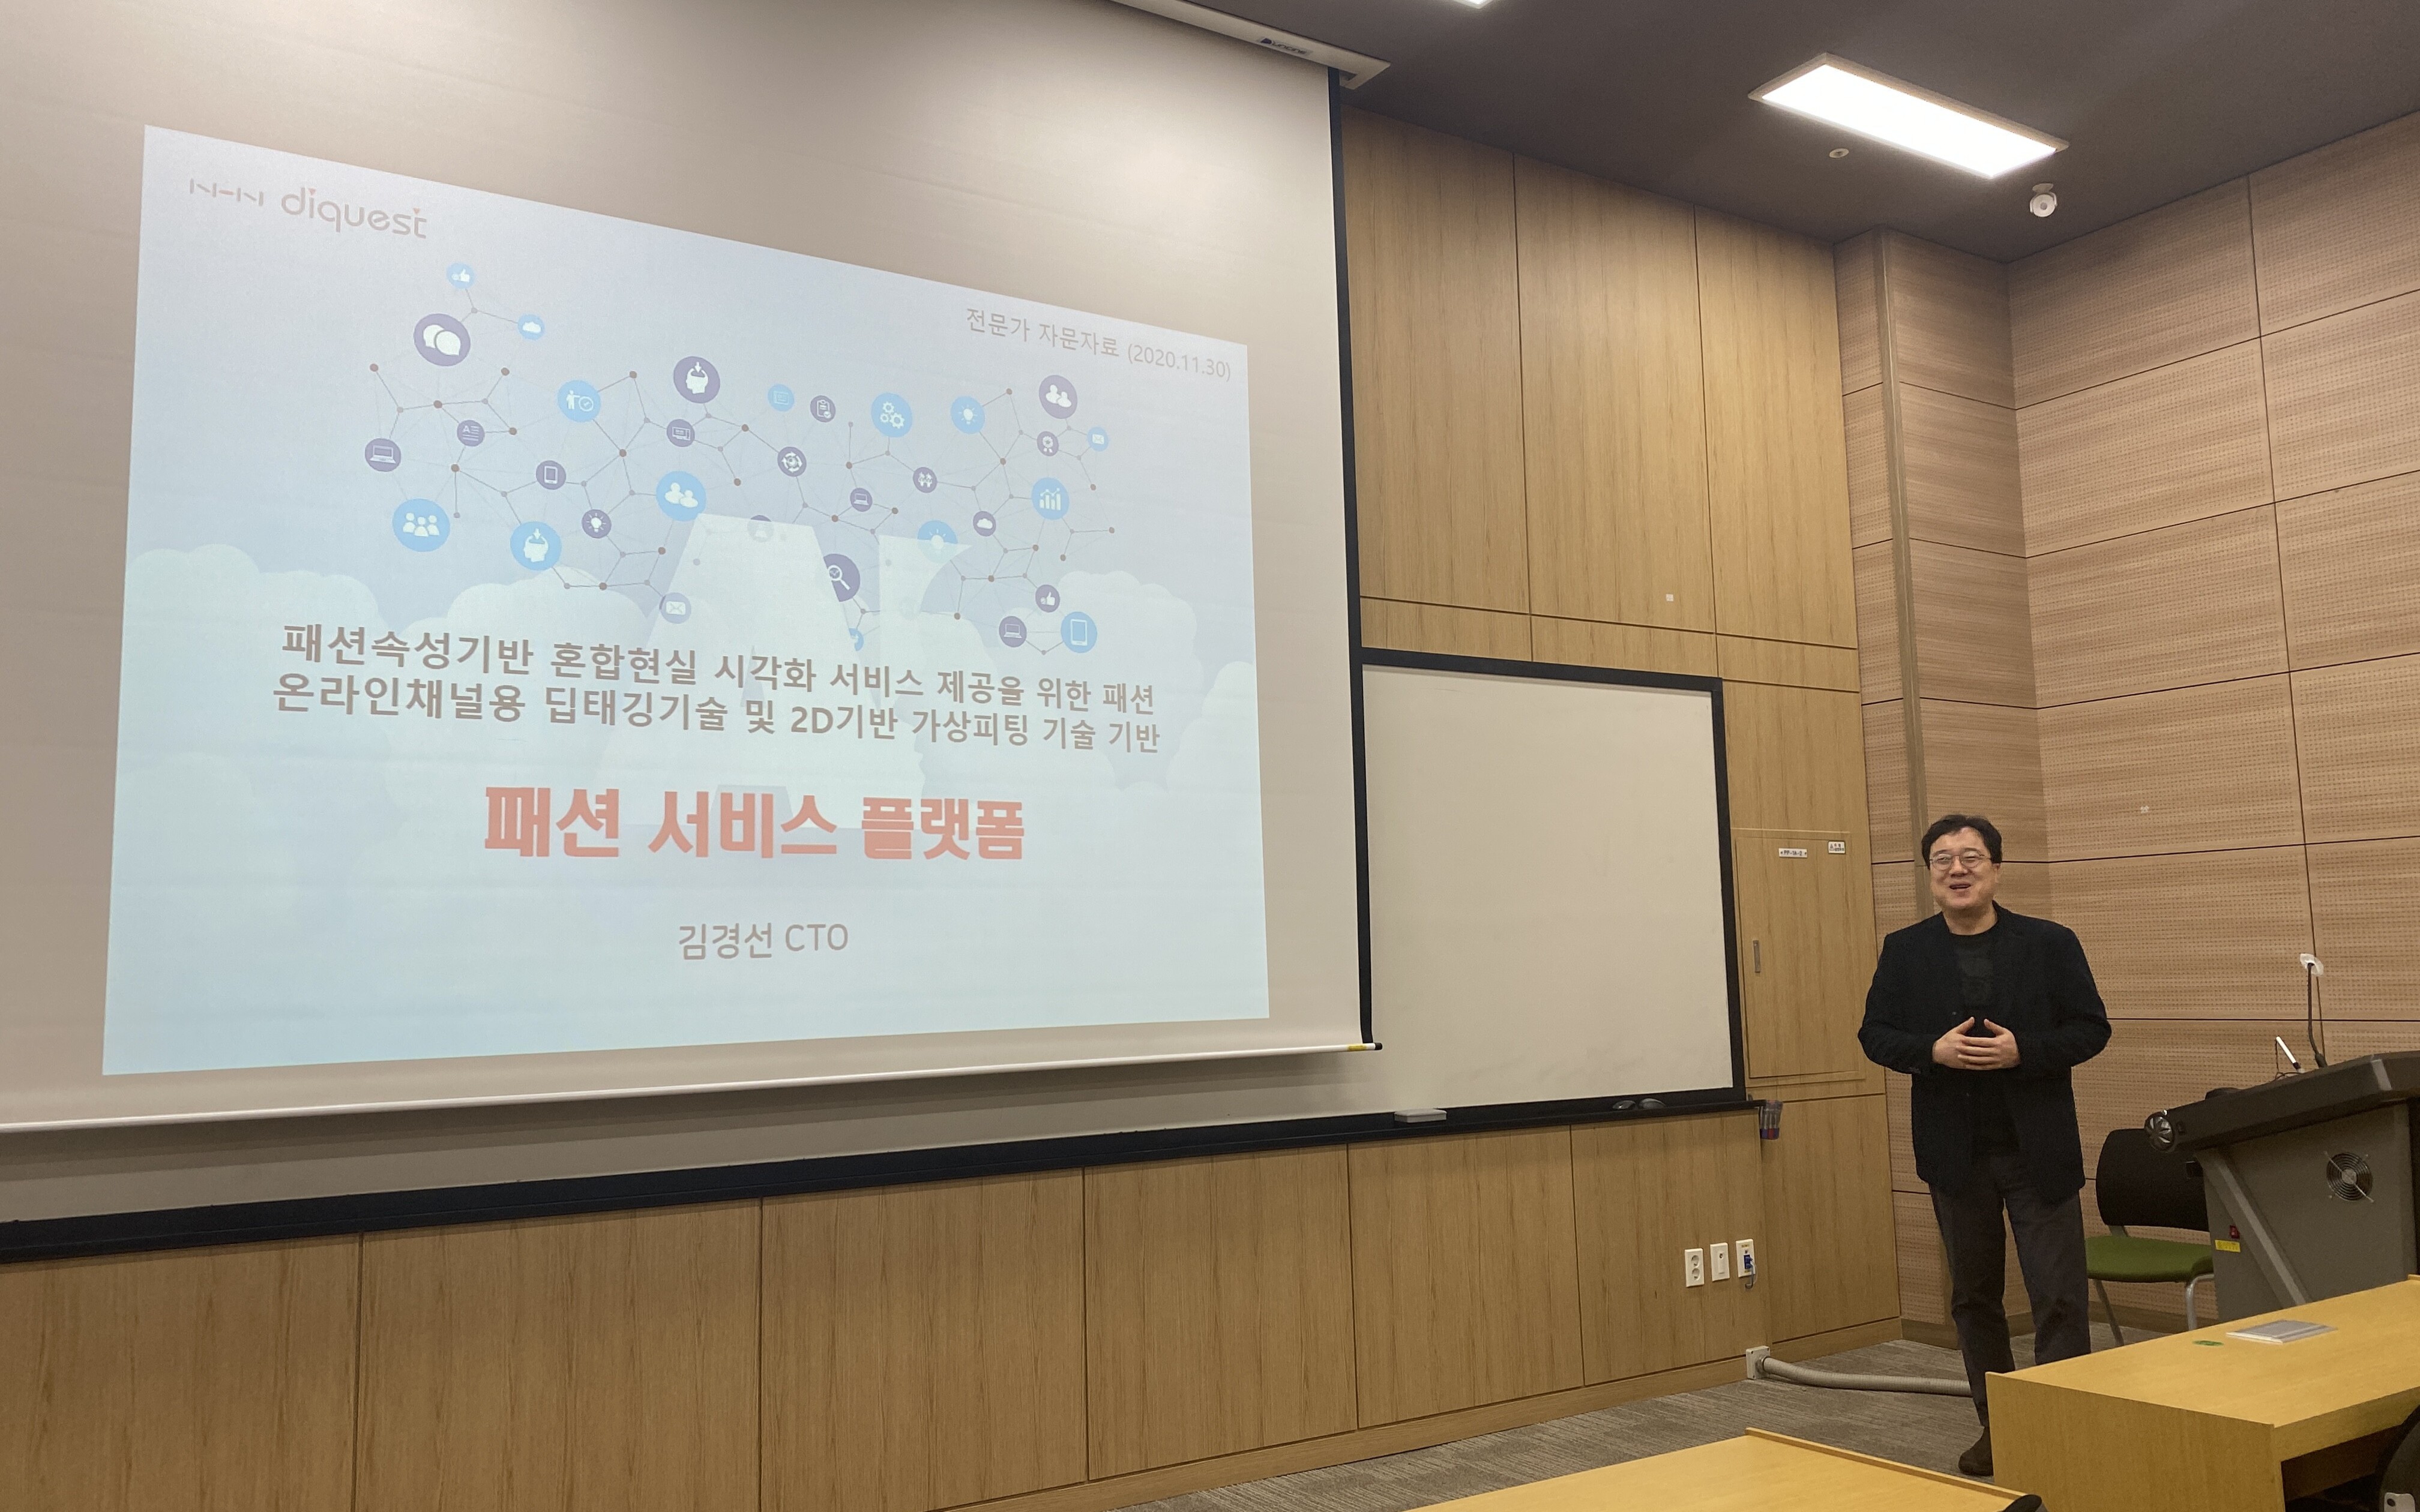 diquest
전문가 자문자료 (2020.11.30)
패션속성기반 혼합현실 시각화 서비스 제공을 위한 패션
온라인채널용 딥태깅기술 및 2D기반 가상피팅 기술 기반
패션 서비스 플랫폼
김경선 CTO